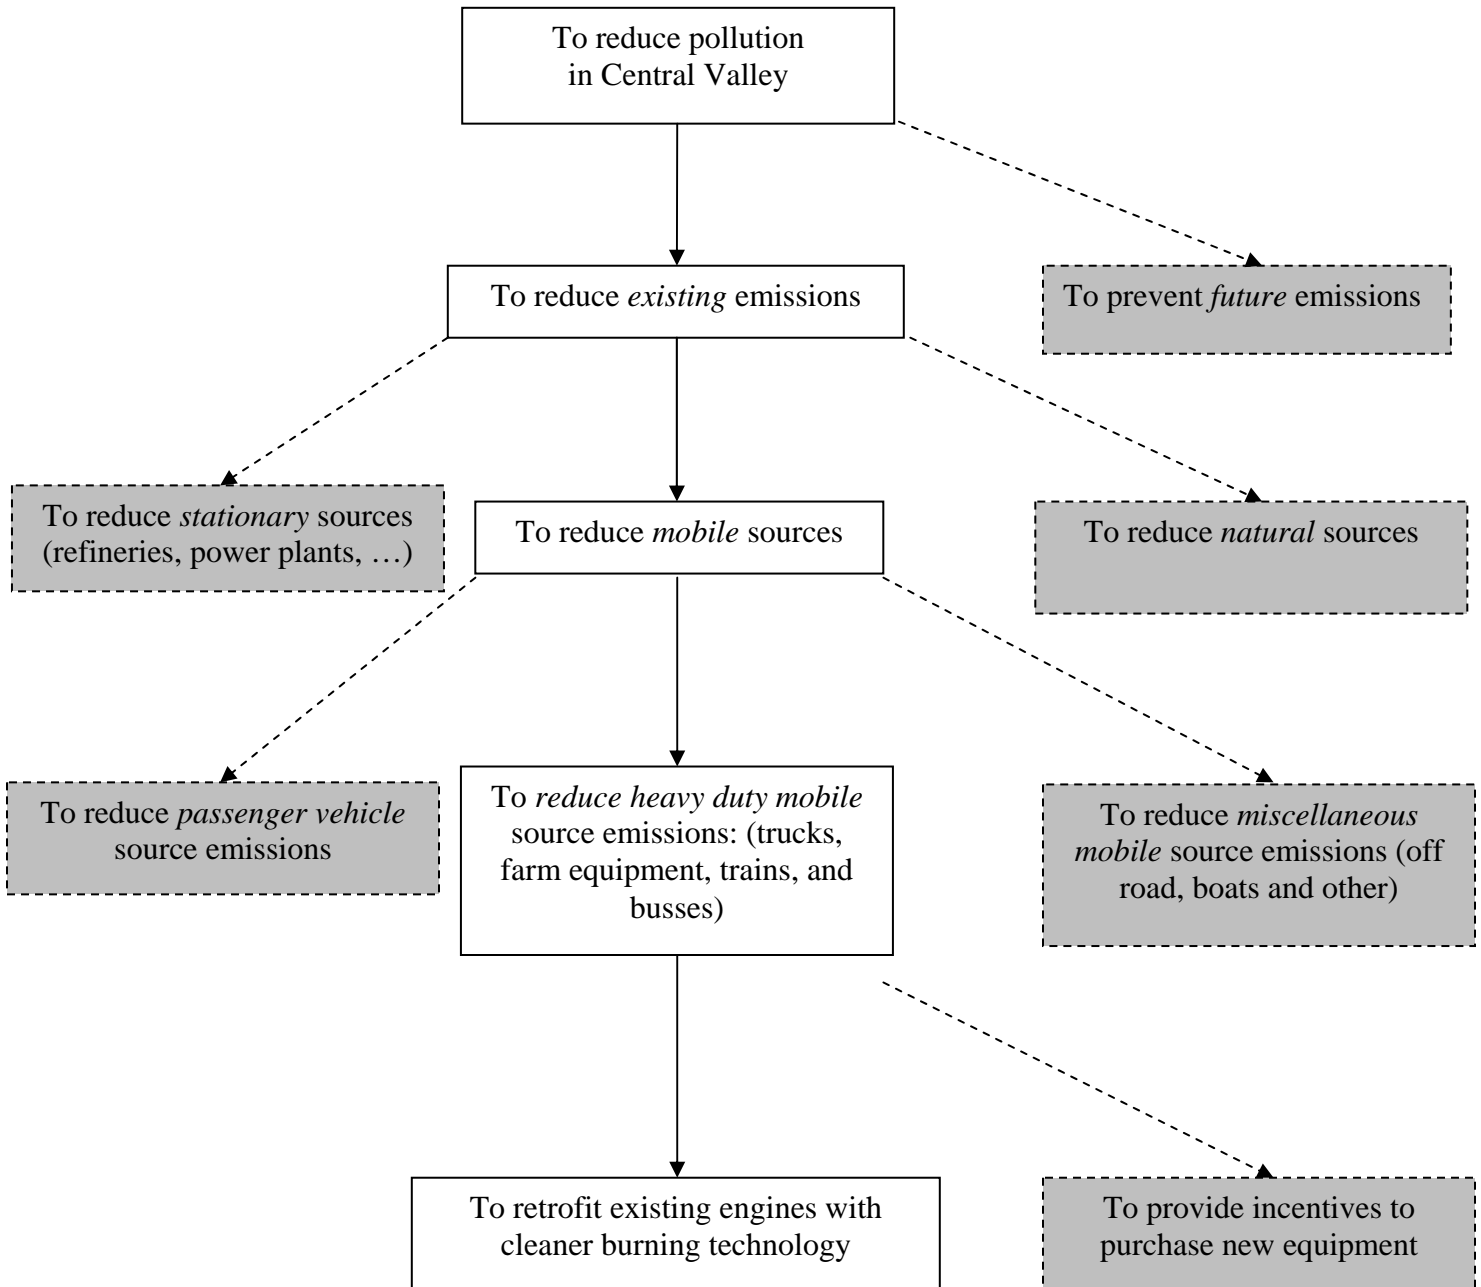 To reduce pollution
in Central Valley
To reduce existing emissions
To prevent future emissions
To reduce stationary sources
(refineries, power plants, …)
To reduce mobile sources
To reduce natural sources
To reduce passenger vehicle
source emissions
To reduce heavy duty mobile
source emissions: (trucks,
farm equipment, trains, and
busses)
To reduce miscellaneous
mobile source emissions (off
road, boats and other)
To retrofit existing engines with
cleaner burning technology
To provide incentives to
purchase new equipment